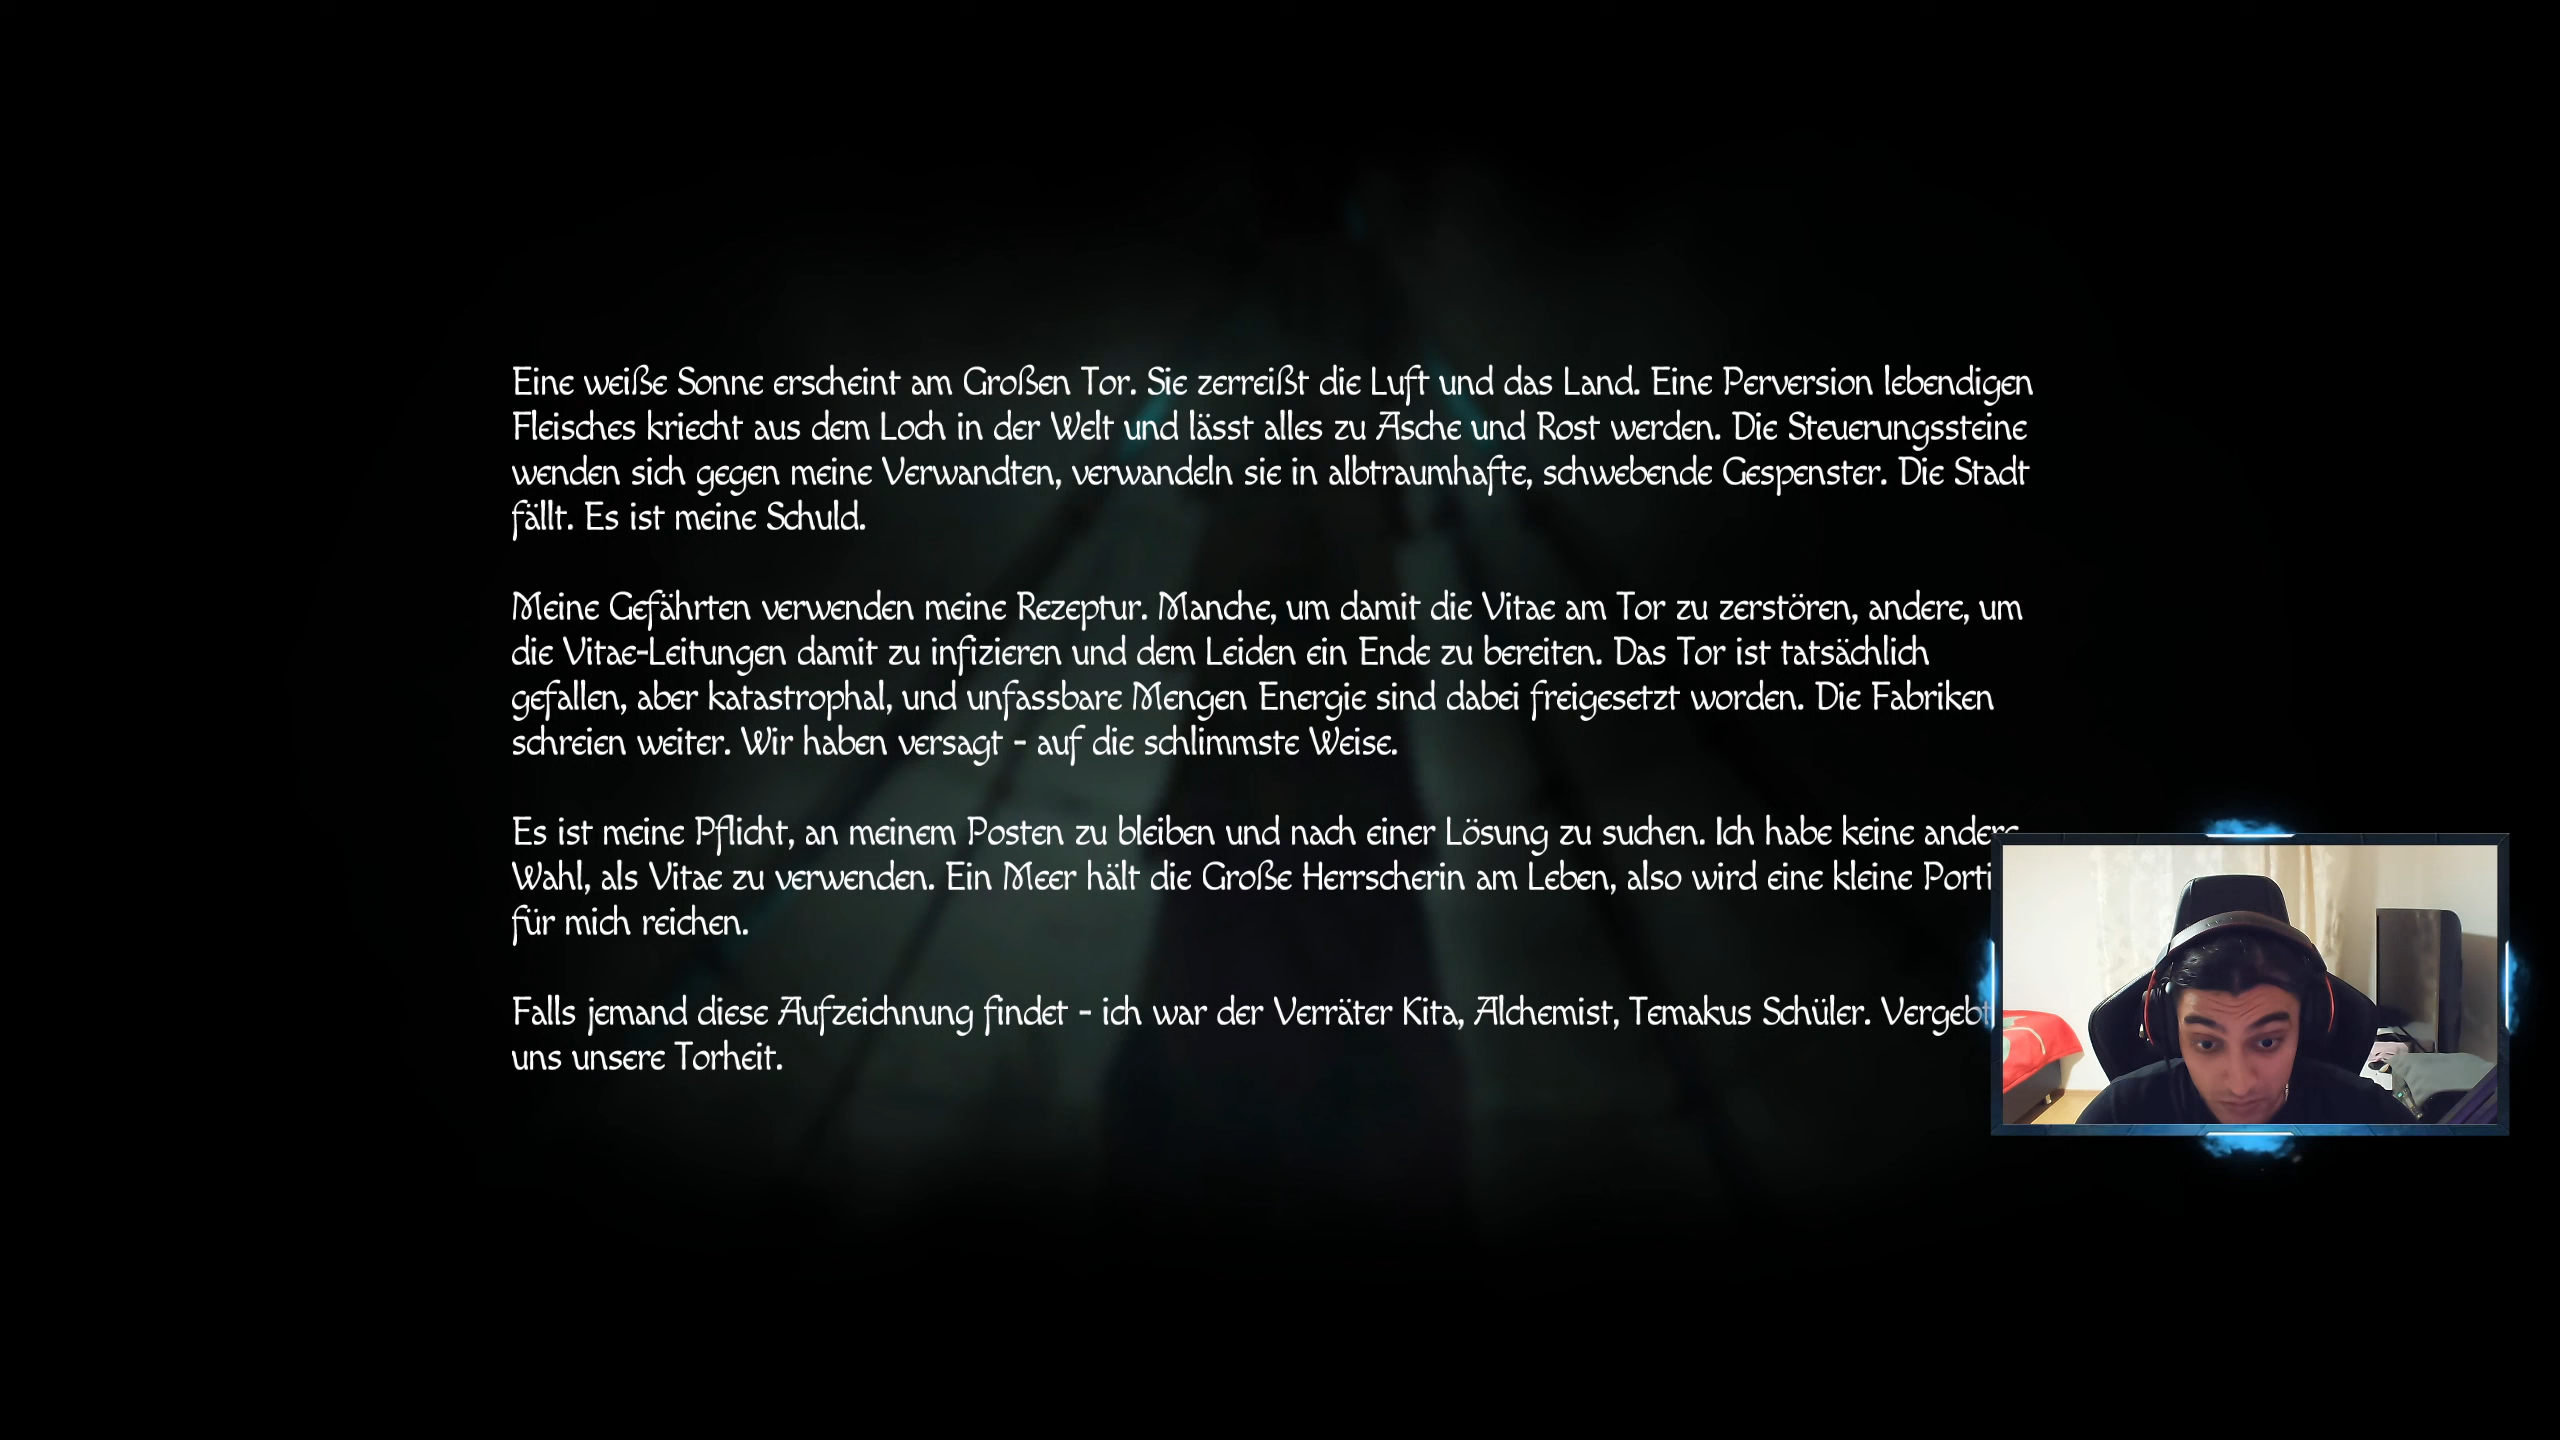 Eine weiße Sonne erscheint am Großen Tor. Sie zerreißt die Luft und das Land. Eine Perversion lebendigen
Fleisches kriecht aus dem Loch in der Welt und lässt alles zu Asche und Rost werden. Die Steuerungssteine
wenden sich gegen meine Verwandten, verwandeln sie in albtraumhafte, schwebende Gespenster. Die Stadt
fällt. Es ist meine Schuld.
Meine Gefährten verwenden meine Rezeptur. Manche, um damit die Vitae am Tor zu zerstören, andere, um
die Vitae-Leitungen damit zu infizieren und dem Leiden ein Ende zu bereiten. Das Tor ist tatsächlich
gefallen, aber katastrophal, und unfassbare Mengen Energie sind dabei freigesetzt worden. Die Fabriken
schreien weiter. Wir haben versagt - auf die schlimmste Weise.
Es ist meine Pflicht, an meinem Posten zu bleiben und nach einer Lösung zu suchen. Ich habe keine andere
Wahl, als Vitae zu verwenden. Ein Meer hält die Große Herrscherin am Leben, also wird eine kleine
für mich reichen.
Falls jemand diese Aufzeichnung findet - ich war der Verräter Kita, Alchemist, Temakus Schüler. Vergebt
uns unsere Torheit.